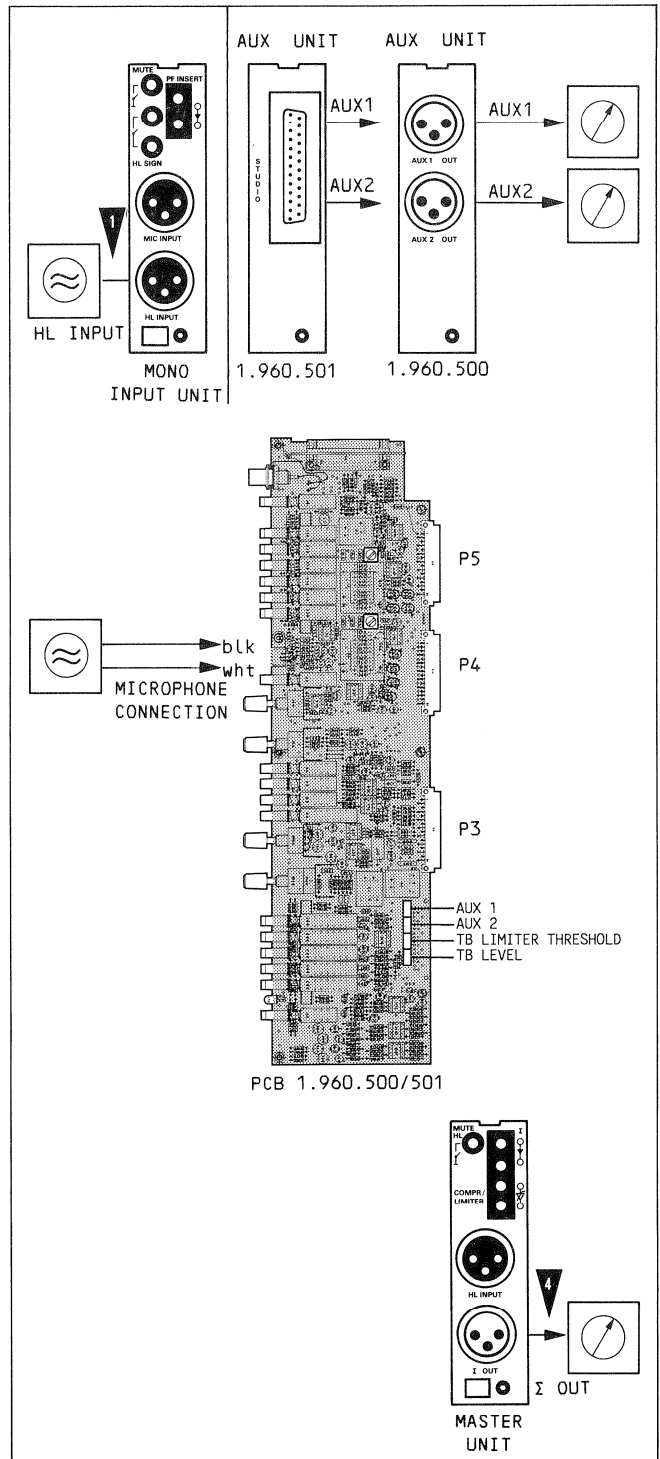 AUX UNIT
AUX UNIT
MUTE
PF INSERT
HL SIGN
MIC INPUT
HL INPUT
1
HL INPUT
MONO
INPUT UNIT
STUDIO
AUX1
AUX2
1.960.501
AUX 1 OUT
AUX 2 OUT
AUX1
AUX2
1.960.500
P5
P4
P3
blk
wht
MICROPHONE
CONNECTION
AUX 1
AUX 2
TB LIMITER THRESHOLD
TB LEVEL
PCB 1.960.500/501
MUTE
HL
Σ
COMPR/
LIMITER
HL INPUT
Σ OUT
4
Σ OUT
MASTER
UNIT